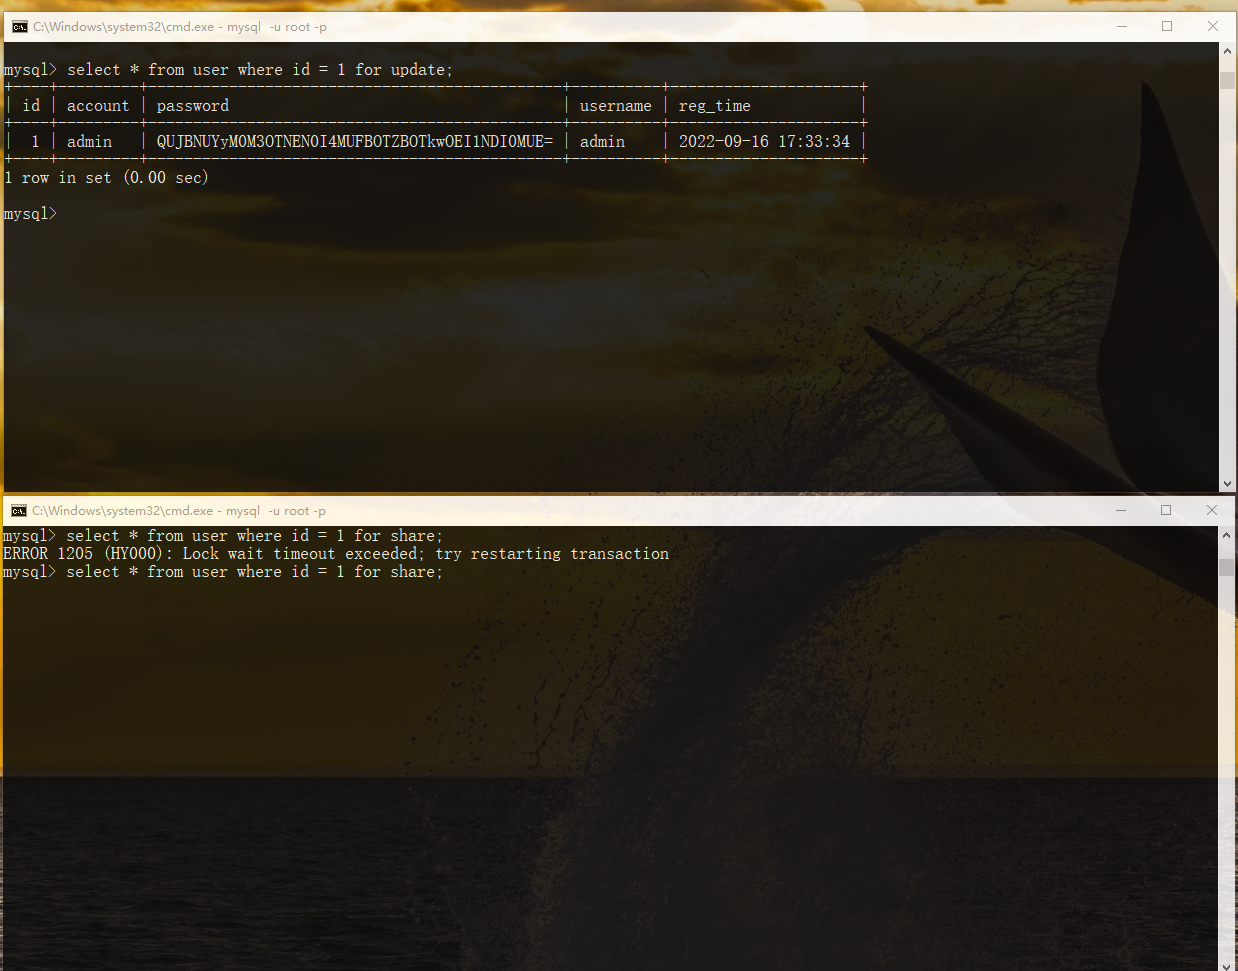 C:\Windows\system32\cmd.exe - mysql  -u root -p
mysql> select * from user where id = 1 for update;
+----+---------+----------------------------------------------+----------+---------------------+
| id | account | password                                     | username | reg_time            |
+----+---------+----------------------------------------------+----------+---------------------+
|  1 | admin   | QUJBNUYyM0M3OTNEN0I4MUFBOTZBOTkwOEI1NDI0MUE= | admin    | 2022-09-16 17:33:34 |
+----+---------+----------------------------------------------+----------+---------------------+
1 row in set (0.00 sec)
mysql>
C:\Windows\system32\cmd.exe - mysql  -u root -p
mysql> select * from user where id = 1 for share;
ERROR 1205 (HY000): Lock wait timeout exceeded; try restarting transaction
mysql> select * from user where id = 1 for share;